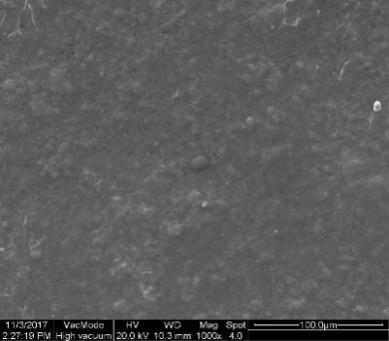 11/3/2017 VacMode HV WD Mag Spot 100.0µm
2:27:19 PM High vacuum 20.0 kV 10.3 mm 1000x 4.0